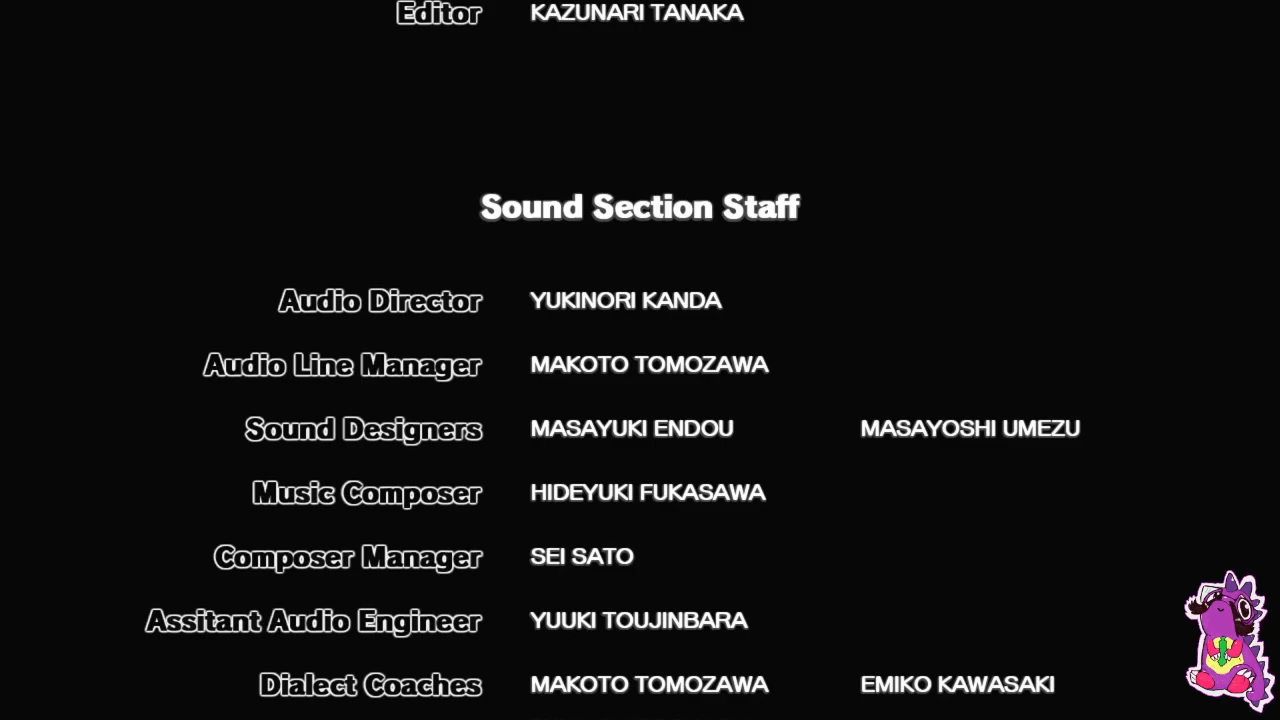 Editor KAZUNARI TANAKA
Sound Section Staff
Audio Director YUKINORI KANDA
Audio Line Manager MAKOTO TOMOZAWA
Sound Designers MASAYUKI ENDOU MASAYOSHI UMEZU
Music Composer HIDEYUKI FUKASAWA
Composer Manager SEI SATO
Assitant Audio Engineer YUUKI TOUJINBARA
Dialect Coaches MAKOTO TOMOZAWA EMIKO KAWASAKI